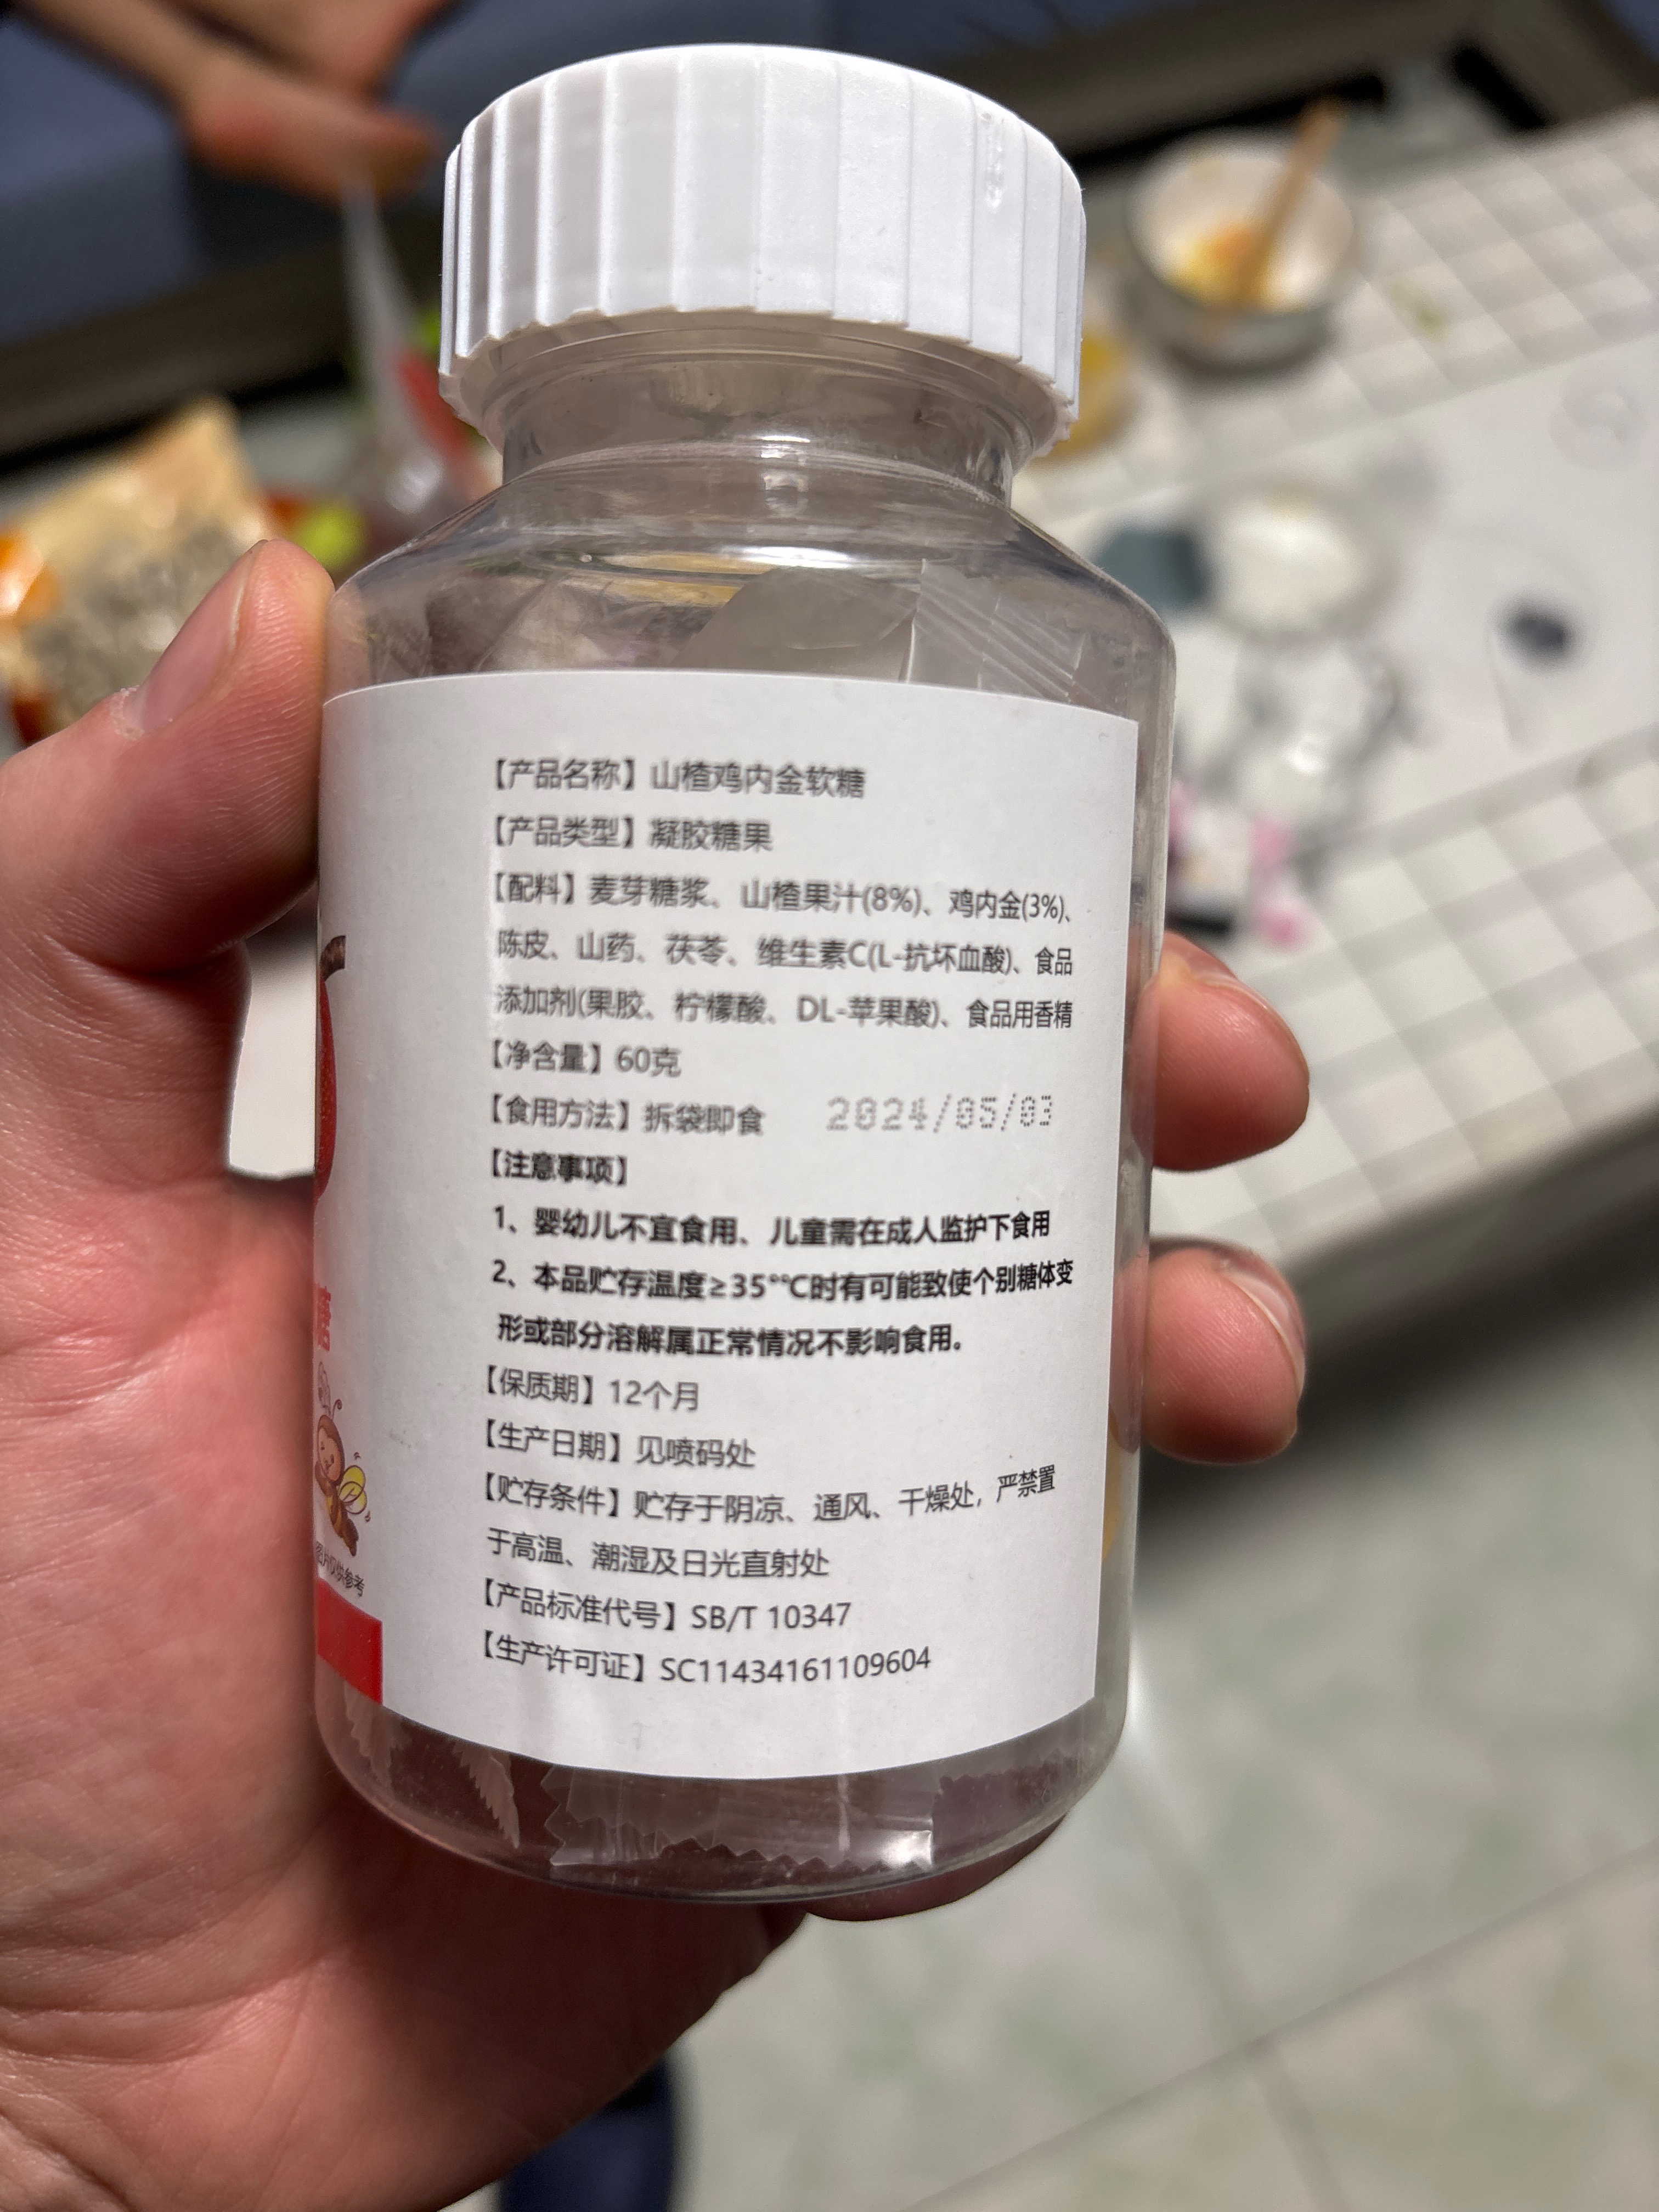 【产品名称】山楂鸡内金软糖
【产品类型】凝胶糖果
【配料】麦芽糖浆、山楂果汁(8%)、鸡内金(3%)、
陈皮、山药、茯苓、维生素C(L-抗坏血酸)、食品
添加剂(果胶、柠檬酸、DL-苹果酸)、食品用香精
【净含量】60克
【食用方法】拆袋即食 2024/05/03
【注意事项】
1、婴幼儿不宜食用、儿童需在成人监护下食用
2、本品贮存温度≥35°℃时有可能致使个别糖体变
形或部分溶解属正常情况不影响食用。
【保质期】12个月
【生产日期】见喷码处
【贮存条件】贮存于阴凉、通风、干燥处，严禁置
于高温、潮湿及日光直射处
【产品标准代号】SB/T 10347
【生产许可证】SC11434161109604
糖
图片仅供参考